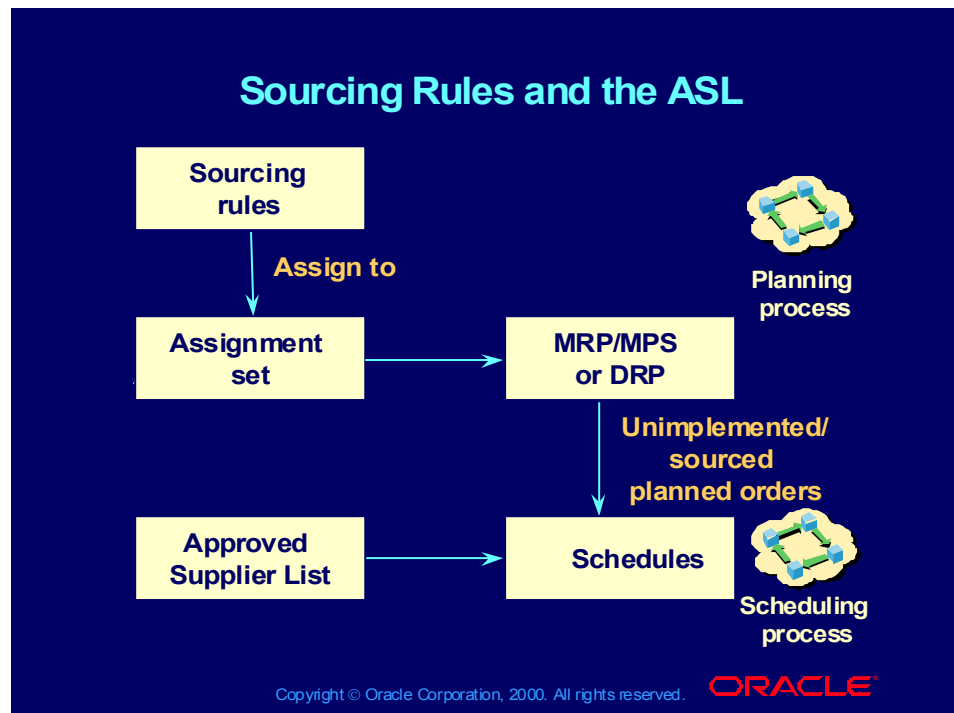 Sourcing Rules and the ASL
Sourcing
rules
Assign to
Planning
process
Assignment
set
MRP/MPS
or DRP
Unimplemented/
sourced
planned orders
Approved
Supplier List
Schedules
Scheduling
process
Copyright © Oracle Corporation, 2000. All rights reserved.
ORACLE®